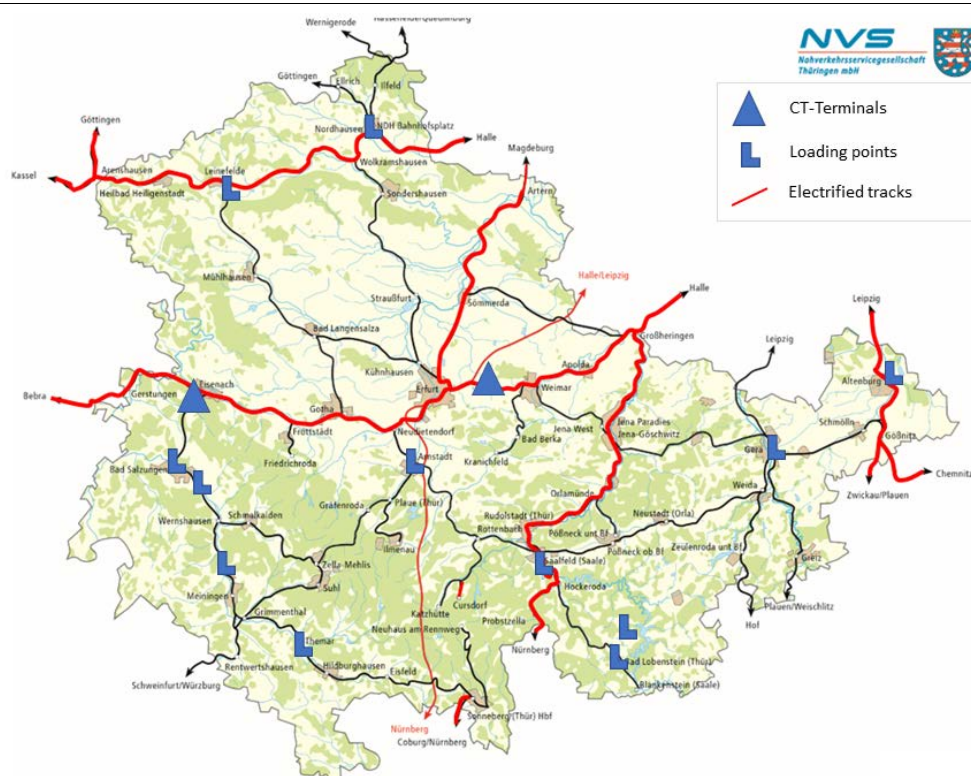 Wernigerode
NVS
Nahverkehrsservicegesellschaft
Thüringen mbH
Göttingen
Ellrich
Ilfeld
CT-Terminals
Loading points
Electrified tracks
Göttingen
Nordhausen
NDH Bahnhofsplatz
Halle
Magdeburg
Wolkramshausen
Kassel
Arenshausen
Leinefelde
Heilbad Heiligenstadt
Sondershausen
Artern
Mühlhausen
Halle/Leipzig
Straußfurt
Sömmerda
Halle
Leipzig
Bad Langensalza
Großheringen
Leipzig
Kühnhausen
Apolda
Eisenach
Erfurt
Weimar
Altenburg
Bebra
Gerstungen
Gotha
Fröttstädt
Neudietendorf
Jena West
Jena Paradies
Jena-Göschwitz
Schmölln
Gößnitz
Bad Berka
Gera
Friedrichroda
Arnstadt
Kranichfeld
Bad Salzungen
Chemnitz
Weida
Zwickau/Plauen
Orlamünde
Gräfenroda
Plaue (Thür)
Rudolstadt (Thür)
Neustadt (Orla)
Wernshausen
Schmalkalden
Rottenbach
Pößneck unt Bf
Ilmenau
Pößneck ob Bf
Zeulenroda unt Bf
Greiz
Zella-Mehlis
Saalfeld (Saale)
Suhl
Hockeroda
Meiningen
Cursdorf
Katzhütte
Plauen/Weischlitz
Grimmenthal
Probstzella
Hof
Neuhaus am Rennweg
Themar
Nürnberg
Rentwertshausen
Bad Lobenstein (Thür)
Hildburghausen
Eisfeld
Schweinfurt/Würzburg
Blankenstein (Saale)
Sonneberg (Thür) Hbf
Nürnberg
Coburg/Nürnberg